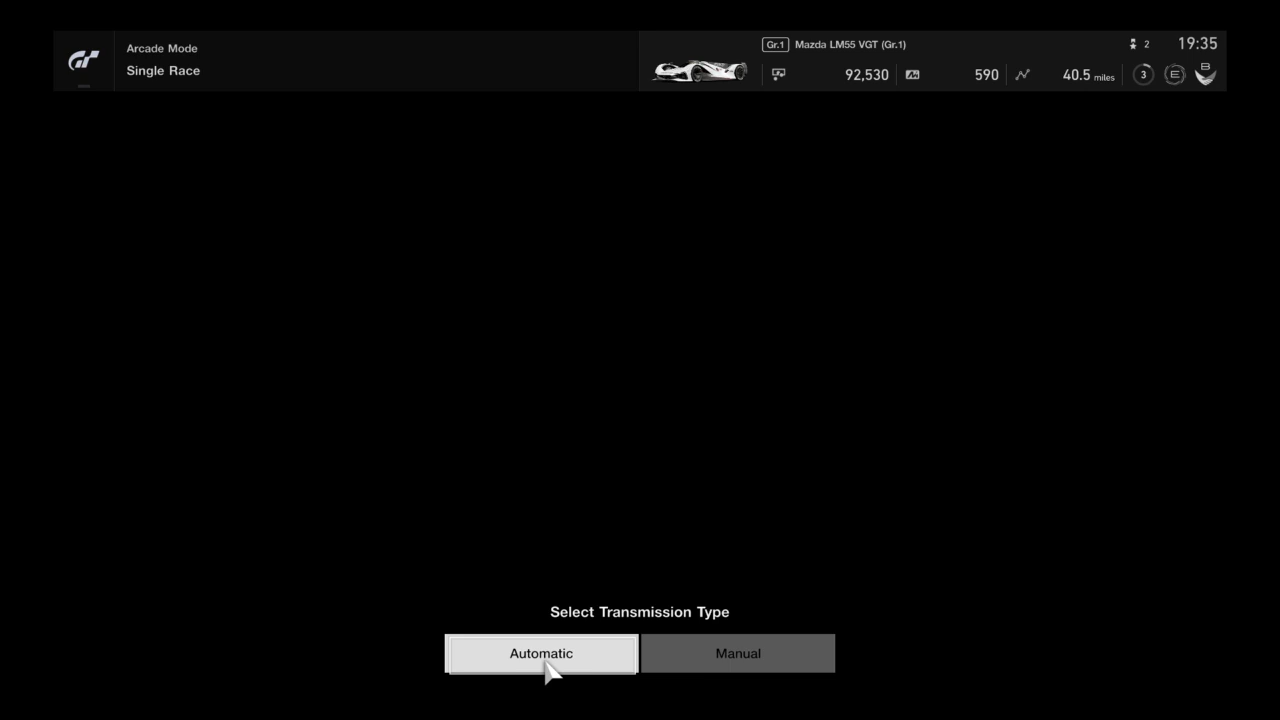 Arcade Mode
Single Race
Gr.1 Mazda LM55 VGT (Gr.1)
2 19:35
92,530 590 40.5 miles 3 E B
Select Transmission Type
Automatic Manual